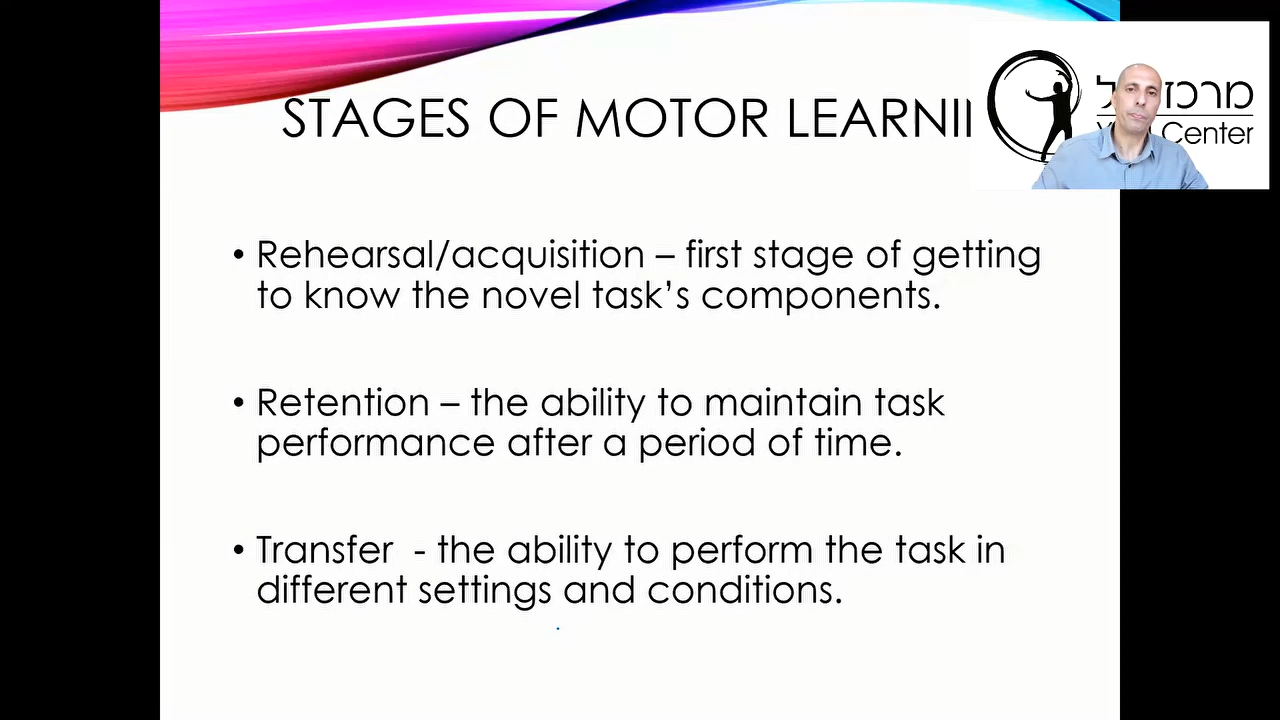 STAGES OF MOTOR
• Rehearsal/acquisition – first stage of getting
to know the novel task’s components.
• Retention – the ability to maintain task
performance after a period of time.
• Transfer - the ability to perform the task in
different settings and conditions.
Center